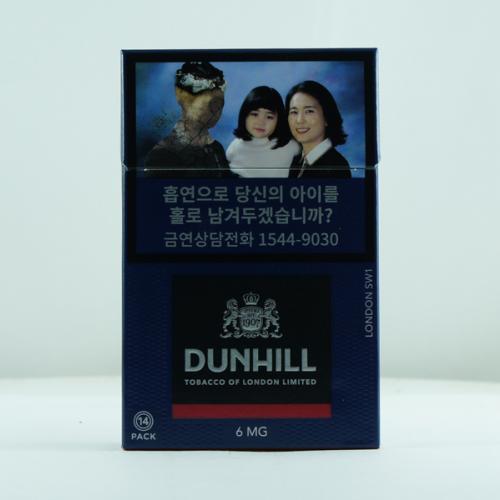 흡연으로 당신의 아이를
홀로 남겨두겠습니까?
금연상담전화 1544-9030
LONDON SW1
1907
DUNHILL
TOBACCO OF LONDON LIMITED
14
PACK
6 MG